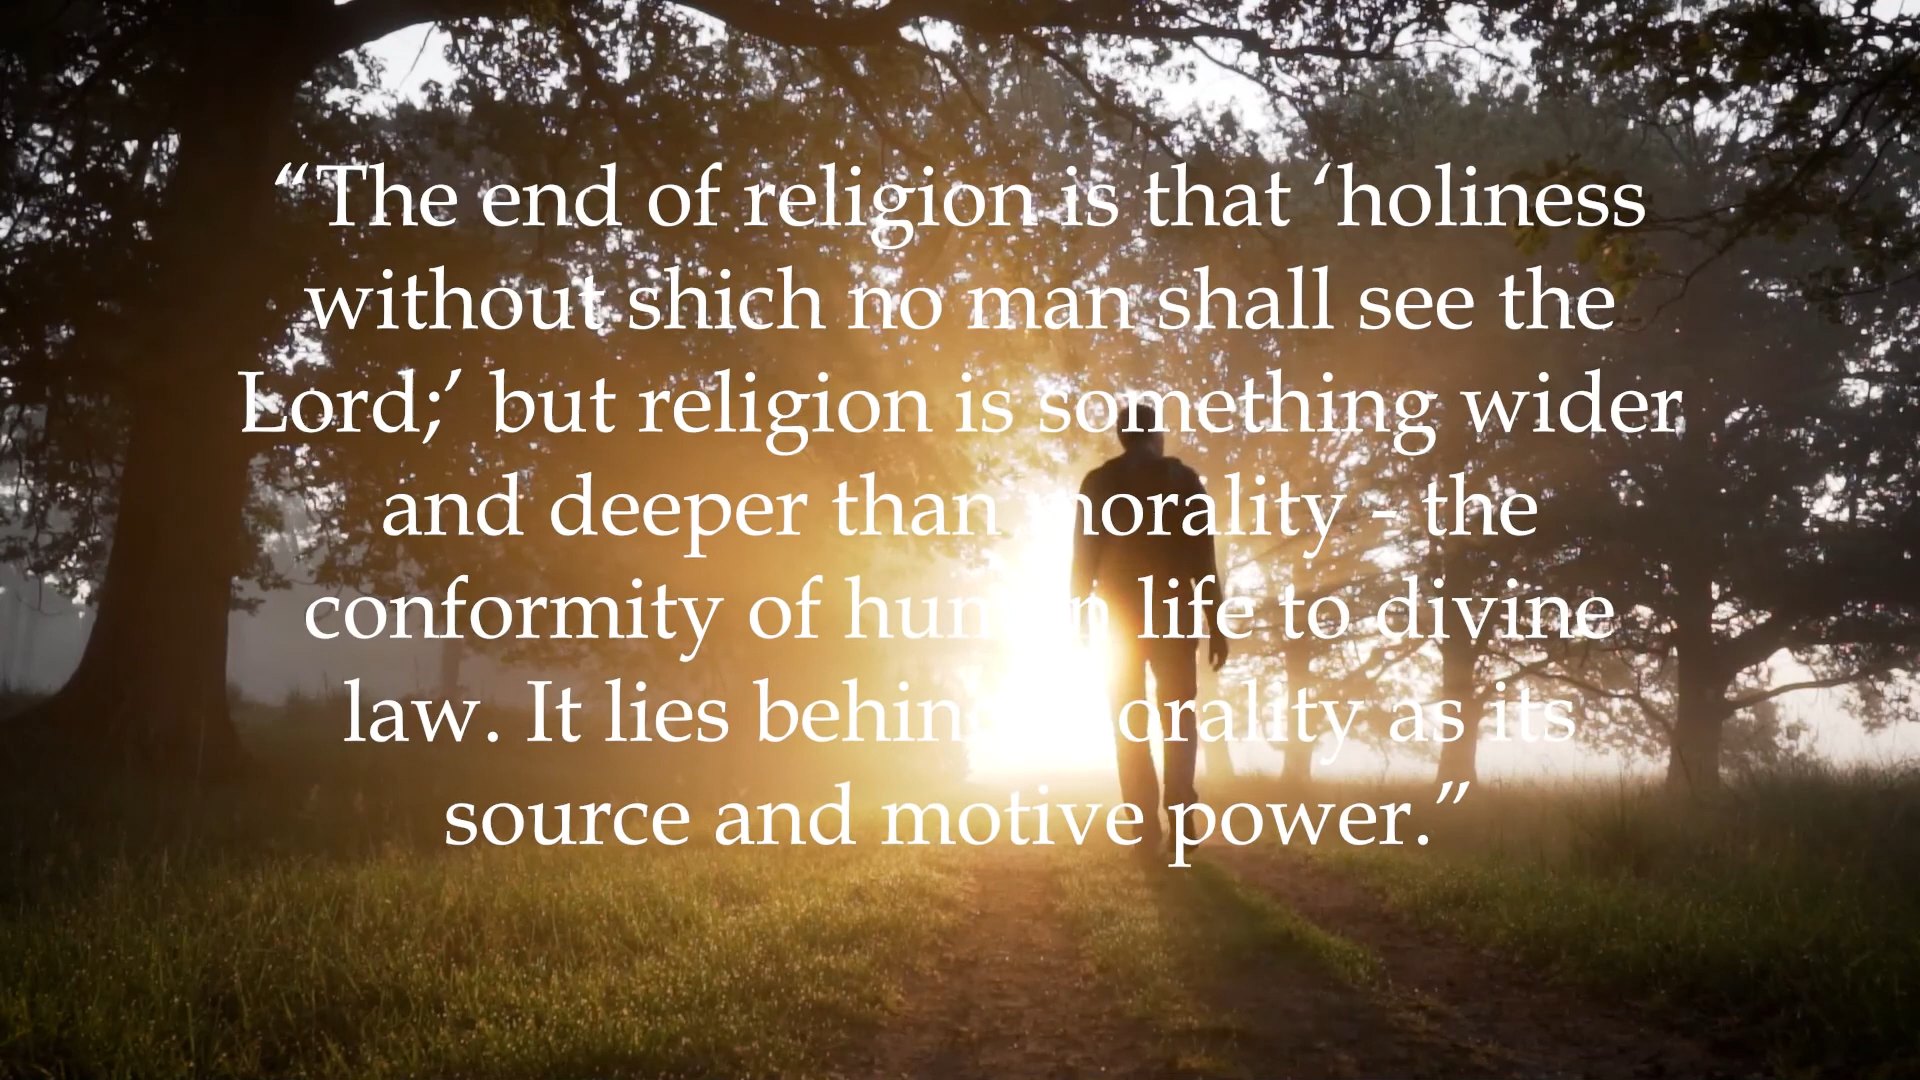 “The end of religion is that ‘holiness
without shich no man shall see the
Lord;’ but religion is something wider
and deeper than morality - the
conformity of human life to divine
law. It lies behind morality as its
source and motive power.”